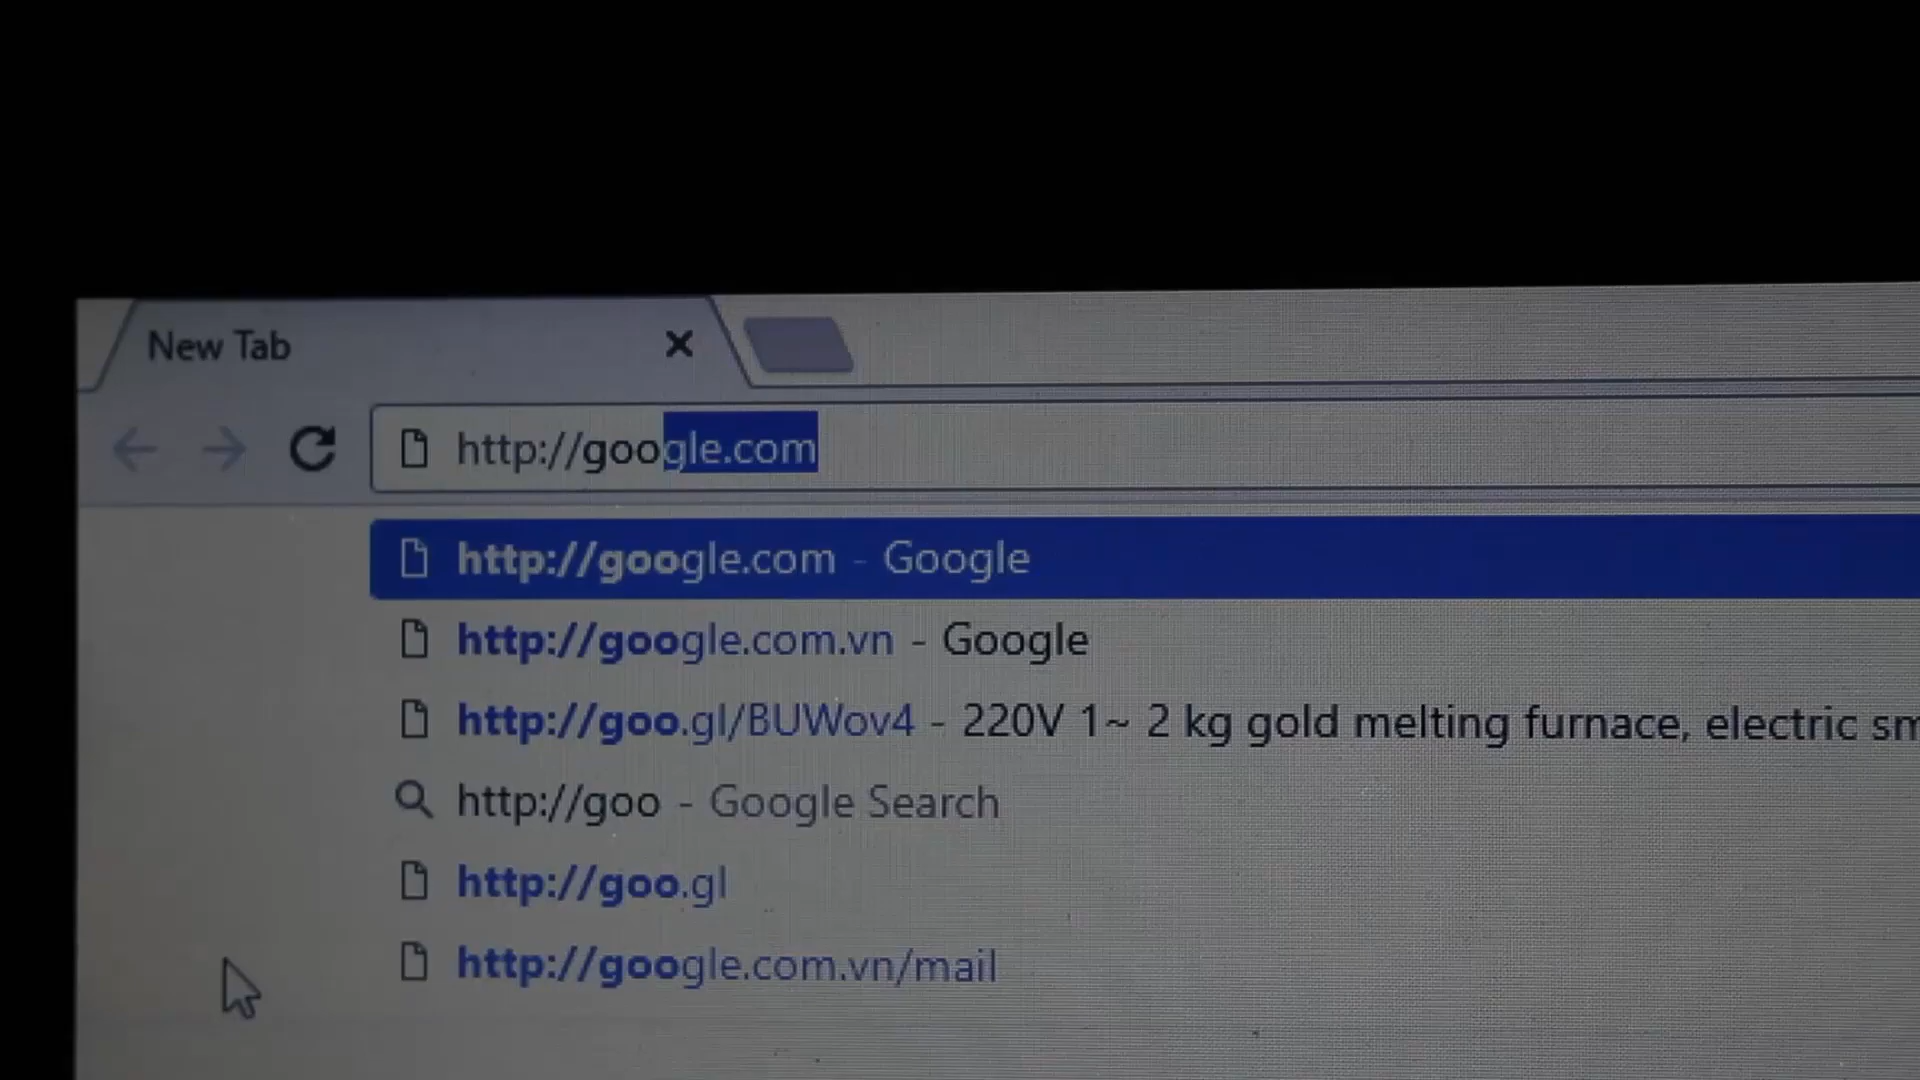 New Tab
http://google.com
http://google.com - Google
http://google.com.vn - Google
http://goo.gl/BUWov4 - 220V 1~ 2 kg gold melting furnace, electric
http://goo - Google Search
http://goo.gl
http://google.com.vn/mail